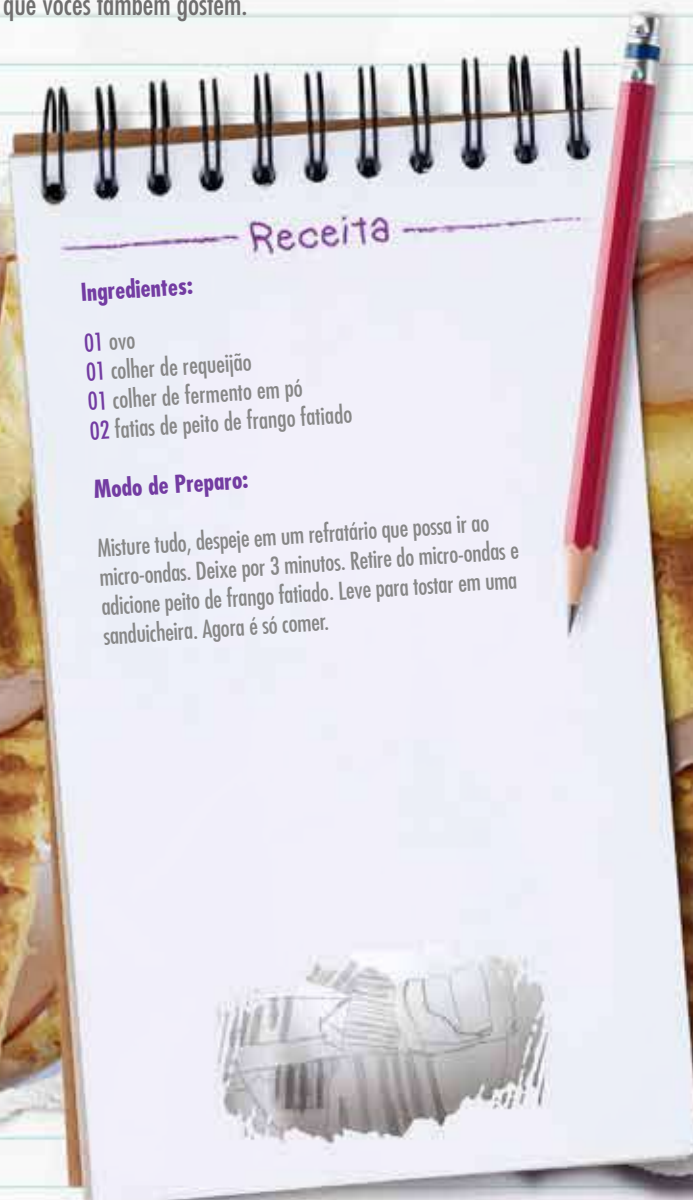 que vocês também gostem.
Receita
Ingredientes:
01 ovo
01 colher de requeijão
01 colher de fermento em pó
02 fatias de peito de frango fatiado
Modo de Preparo:
Misture tudo, despeje em um refratário que possa ir ao
micro-ondas. Deixe por 3 minutos. Retire do micro-ondas e
adicione peito de frango fatiado. Leve para tostar em uma
sanduicheira. Agora é só comer.